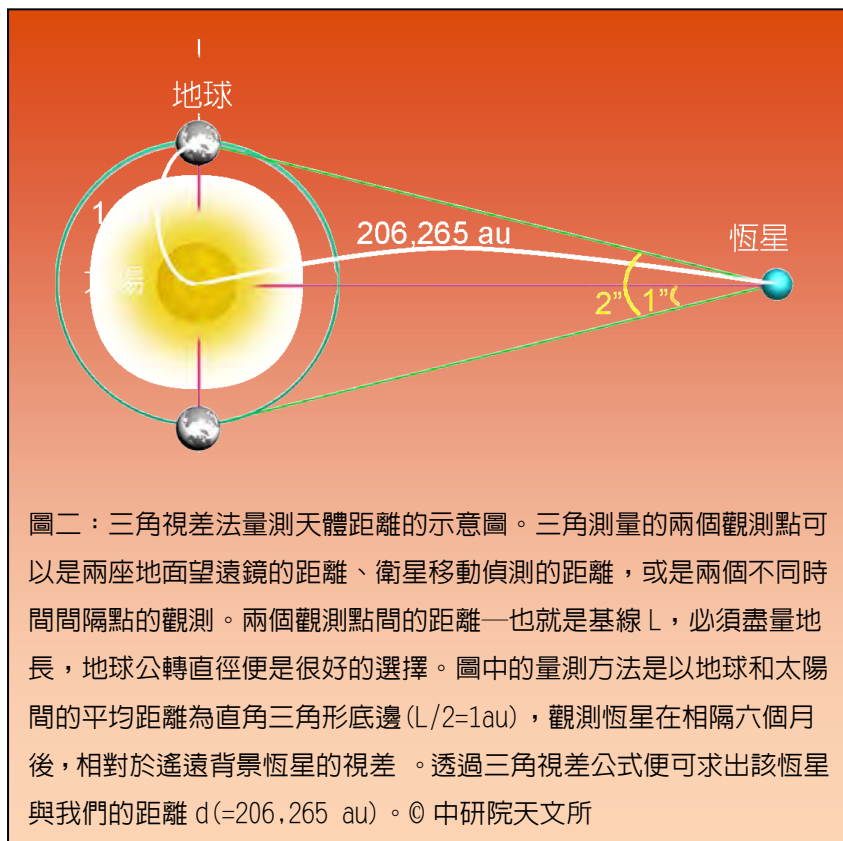 地球
1
206,265 au
恆星
陽
2” 1”
圖二：三角視差法量測天體距離的示意圖。三角測量的兩個觀測點可
以是兩座地面望遠鏡的距離、衛星移動偵測的距離，或是兩個不同時
間間隔點的觀測。兩個觀測點間的距離—也就是基線 L，必須盡量地
長，地球公轉直徑便是很好的選擇。圖中的量測方法是以地球和太陽
間的平均距離為直角三角形底邊(L/2=1au)，觀測恆星在相隔六個月
後，相對於遙遠背景恆星的視差 。透過三角視差公式便可求出該恆星
與我們的距離 d(=206,265 au)。© 中研院天文所